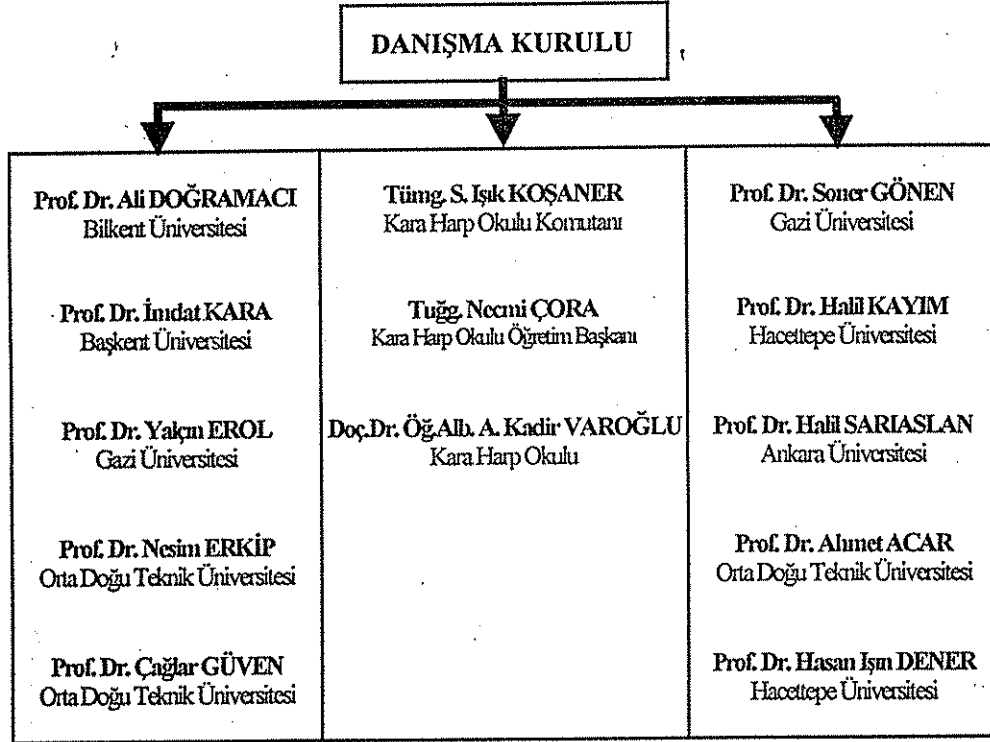 DANIŞMA KURULU
Prof. Dr. Ali DOĞRAMACI
Bilkent Üniversitesi
Prof. Dr. İmdat KARA
Başkent Üniversitesi
Prof. Dr. Yalçın EROL
Gazi Üniversitesi
Prof. Dr. Nesim ERKİP
Orta Doğu Teknik Üniversitesi
Prof. Dr. Çağlar GÜVEN
Orta Doğu Teknik Üniversitesi
Tümg. S. Işık KOŞANER
Kara Harp Okulu Komutanı
Tuğg. Necmi ÇORA
Kara Harp Okulu Öğretim Başkanı
Doç.Dr. Öğ.Alb. A. Kadir VAROĞLU
Kara Harp Okulu
Prof. Dr. Soner GÖNEN
Gazi Üniversitesi
Prof. Dr. Halil KAYIM
Hacettepe Üniversitesi
Prof. Dr. Halil SARIASLAN
Ankara Üniversitesi
Prof. Dr. Ahmet ACAR
Orta Doğu Teknik Üniversitesi
Prof. Dr. Hasan Işın DENER
Hacettepe Üniversitesi